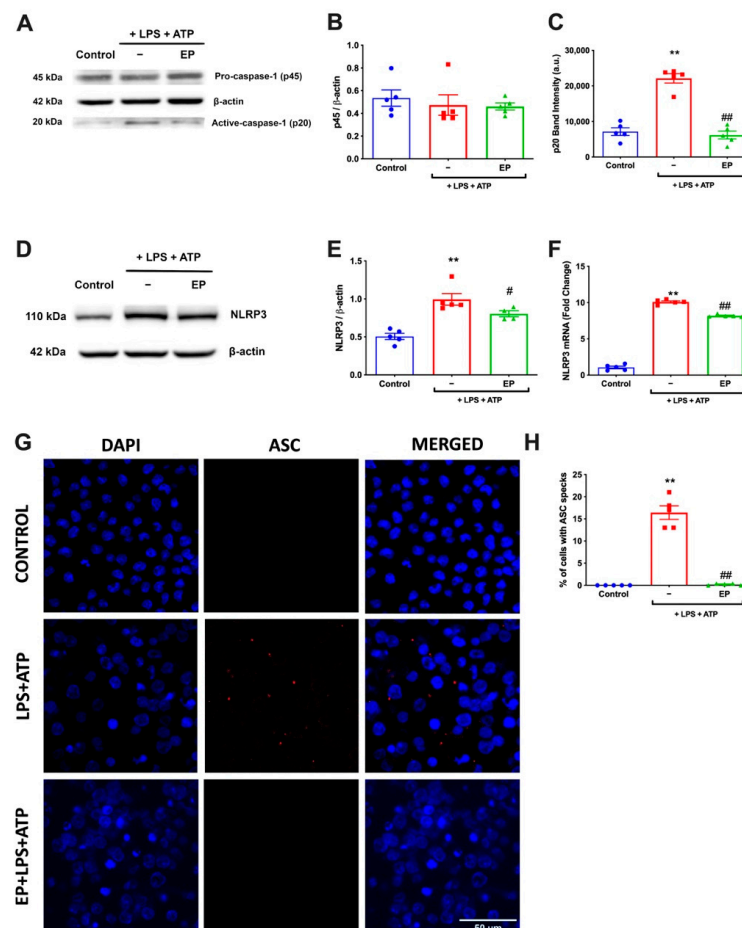 A
+ LPS + ATP
Control – EP
45 kDa Pro-caspase-1 (p45)
42 kDa β-actin
20 kDa Active-caspase-1 (p20)
B
p45 / β-actin
1.0
0.8
0.6
0.4
0.2
0.0
Control – EP
+ LPS + ATP
C
p20 Band Intensity (a.u.)
30,000
20,000
10,000
0
**
##
Control – EP
+ LPS + ATP
D
+ LPS + ATP
Control – EP
110 kDa NLRP3
42 kDa β-actin
E
NLRP3 / β-actin
1.5
1.0
0.5
0.0
**
#
Control – EP
+ LPS + ATP
F
NLRP3 mRNA (Fold Change)
15
10
5
0
**
##
Control – EP
+ LPS + ATP
G
DAPI ASC MERGED
CONTROL
LPS+ATP
EP+LPS+ATP
50 µm
H
% of cells with ASC specks
25
20
15
10
5
0
**
##
Control – EP
+ LPS + ATP